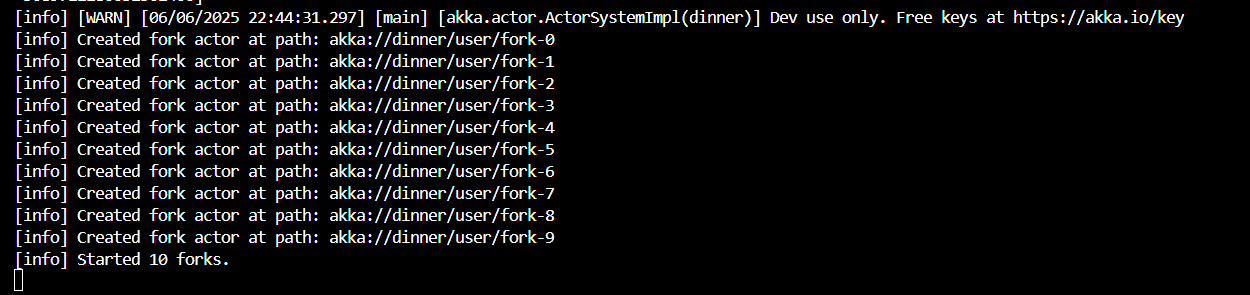 [info] [WARN] [06/06/2025 22:44:31.297] [main] [akka.actor.ActorSystemImpl(dinner)] Dev use only. Free keys at https://akka.io/key
[info] Created fork actor at path: akka://dinner/user/fork-0
[info] Created fork actor at path: akka://dinner/user/fork-1
[info] Created fork actor at path: akka://dinner/user/fork-2
[info] Created fork actor at path: akka://dinner/user/fork-3
[info] Created fork actor at path: akka://dinner/user/fork-4
[info] Created fork actor at path: akka://dinner/user/fork-5
[info] Created fork actor at path: akka://dinner/user/fork-6
[info] Created fork actor at path: akka://dinner/user/fork-7
[info] Created fork actor at path: akka://dinner/user/fork-8
[info] Created fork actor at path: akka://dinner/user/fork-9
[info] Started 10 forks.